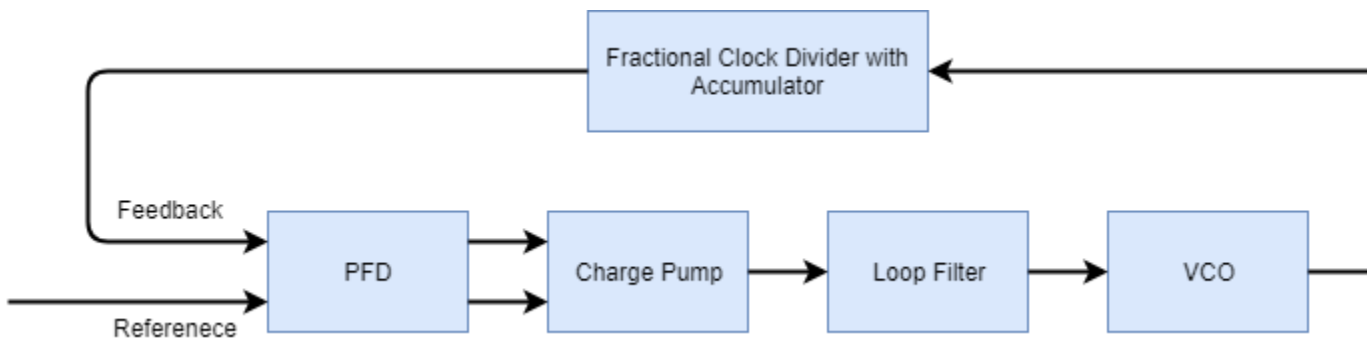 Fractional Clock Divider with
Accumulator
Feedback
PFD
Charge Pump
Loop Filter
VCO
Referenece